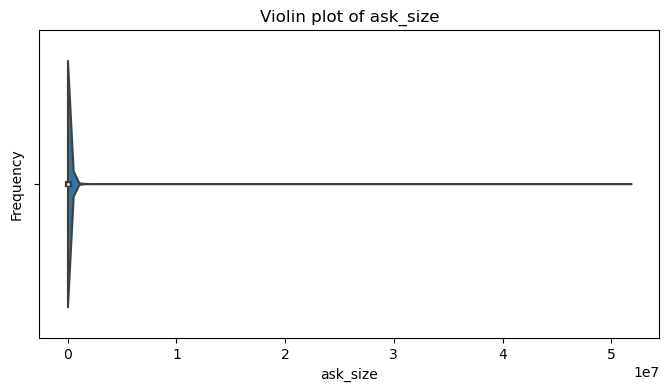 Violin plot of ask_size
Frequency
0 1 2 3 4 5
1e7
ask_size